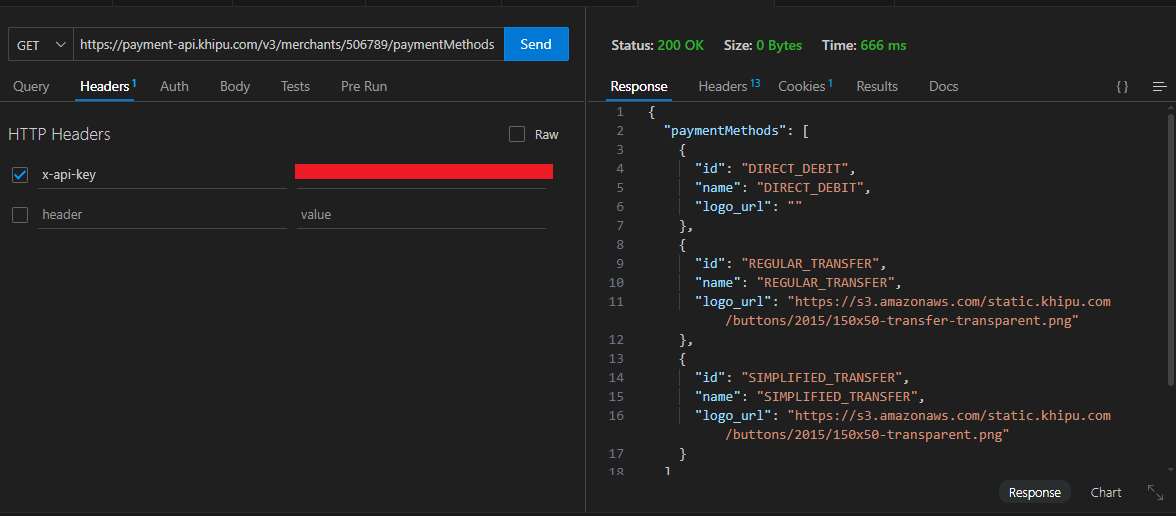 GET
https://payment-api.khipu.com/v3/merchants/506789/paymentMethods
Send
Query
Headers 1
Auth
Body
Tests
Pre Run
HTTP Headers
Raw
x-api-key
header
value
Status: 200 OK Size: 0 Bytes Time: 666 ms
Response
Headers 13
Cookies 1
Results
Docs
{}
1 {
2 "paymentMethods": [
3 {
4 "id": "DIRECT_DEBIT",
5 "name": "DIRECT_DEBIT",
6 "logo_url": ""
7 },
8 {
9 "id": "REGULAR_TRANSFER",
10 "name": "REGULAR_TRANSFER",
11 "logo_url": "https://s3.amazonaws.com/static.khipu.com
/buttons/2015/150x50-transfer-transparent.png"
12 },
13 {
14 "id": "SIMPLIFIED_TRANSFER",
15 "name": "SIMPLIFIED_TRANSFER",
16 "logo_url": "https://s3.amazonaws.com/static.khipu.com
/buttons/2015/150x50-transparent.png"
17 }
18 ]
Response
Chart